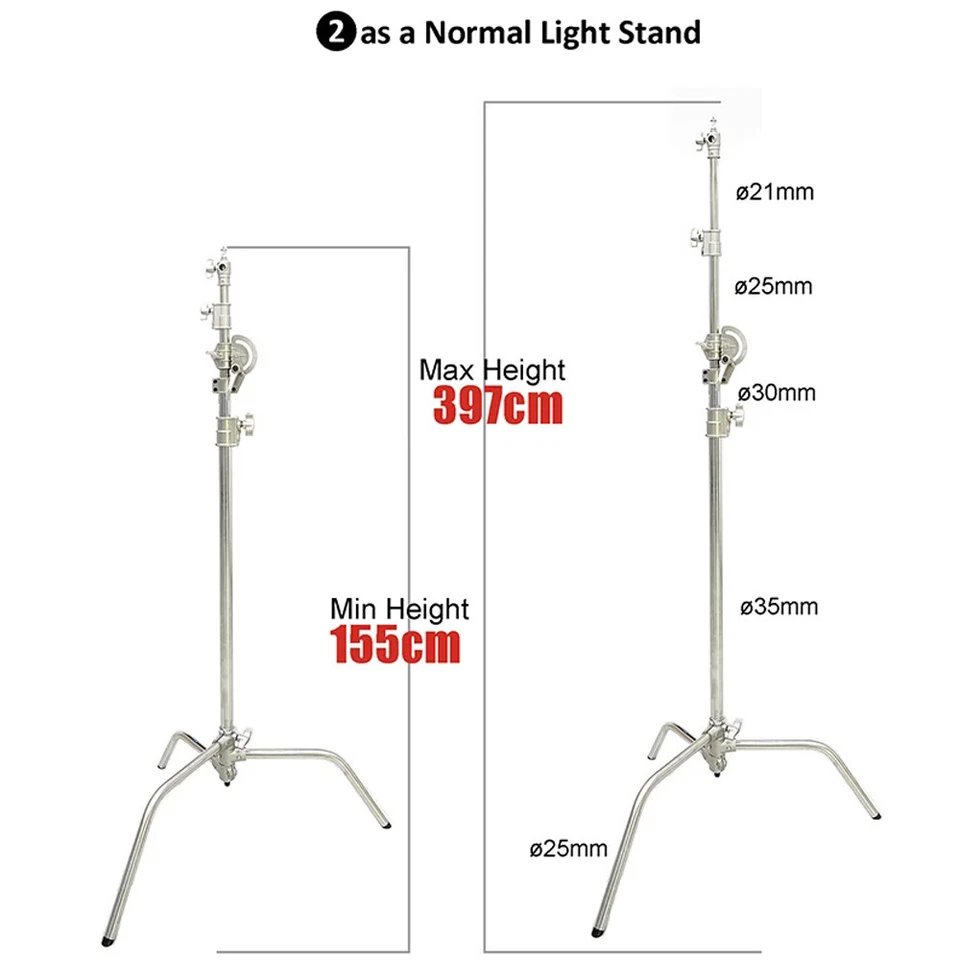 2 as a Normal Light Stand
ø21mm
ø25mm
Max Height
397cm
ø30mm
Min Height
155cm
ø35mm
ø25mm